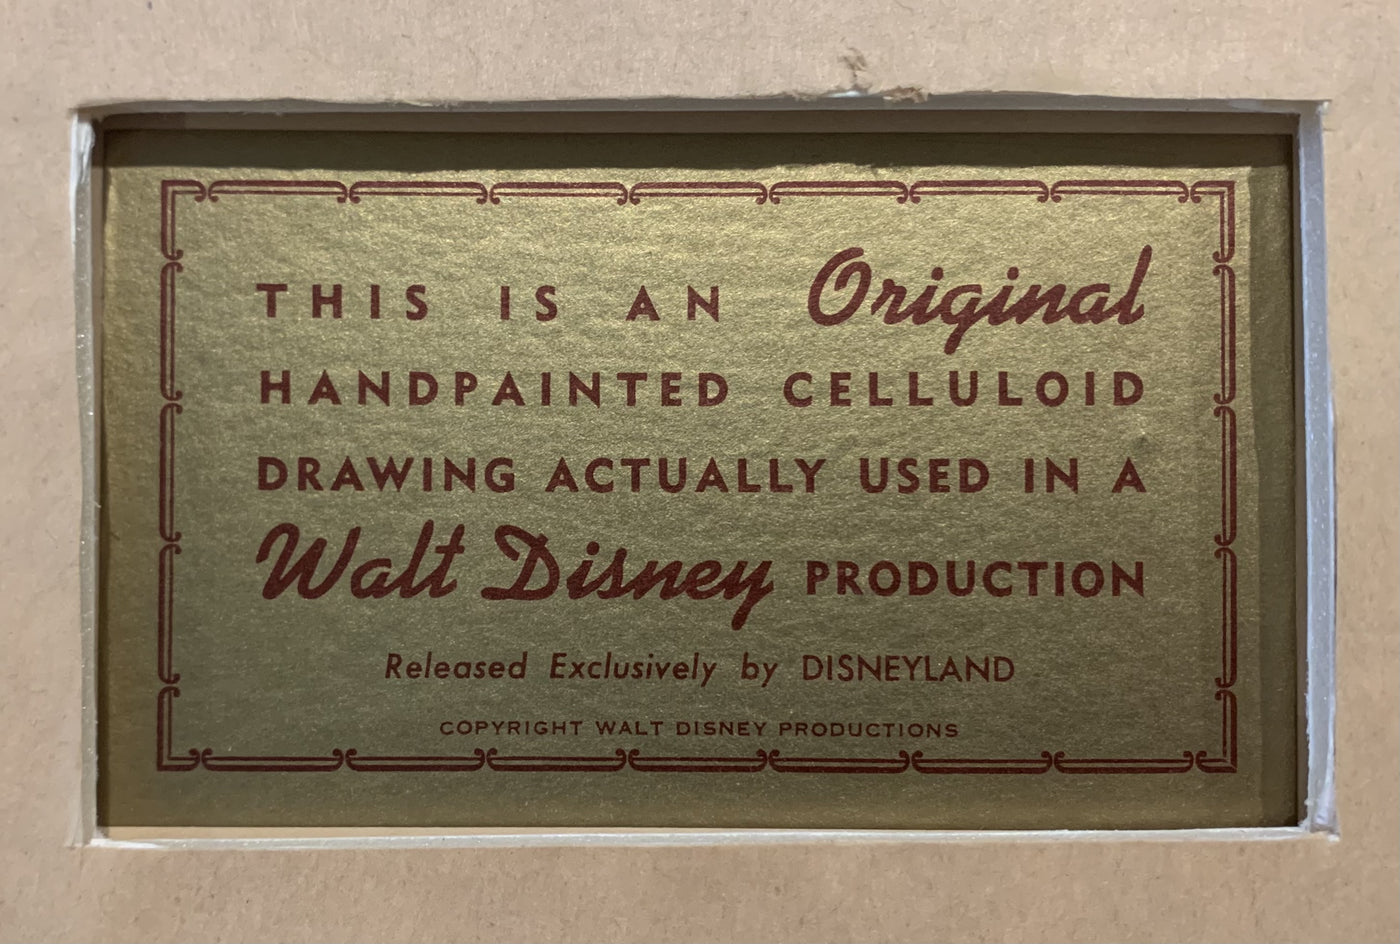 THIS IS AN Original
HANDPAINTED CELLULOID
DRAWING ACTUALLY USED IN A
Walt Disney PRODUCTION
Released Exclusively by DISNEYLAND
COPYRIGHT WALT DISNEY PRODUCTIONS